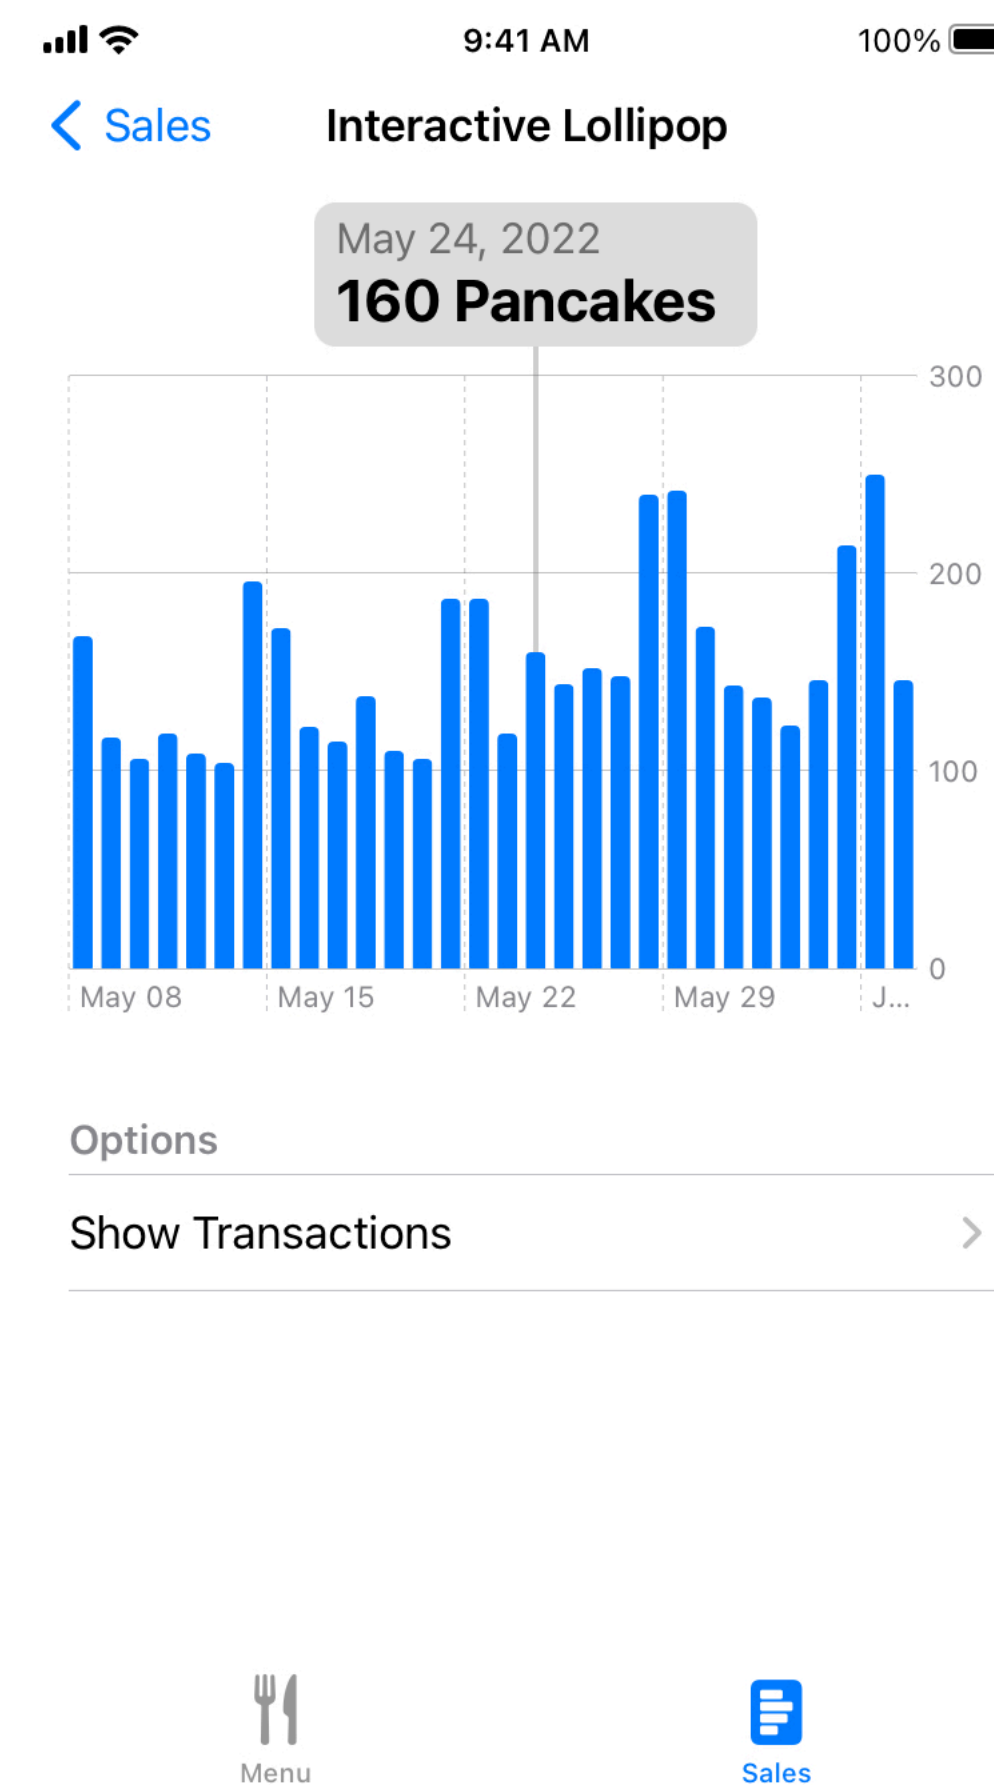 9:41 AM 100%
Sales Interactive Lollipop
May 24, 2022
160 Pancakes
300
200
100
0
May 08 May 15 May 22 May 29 J...
Options
Show Transactions
Menu Sales